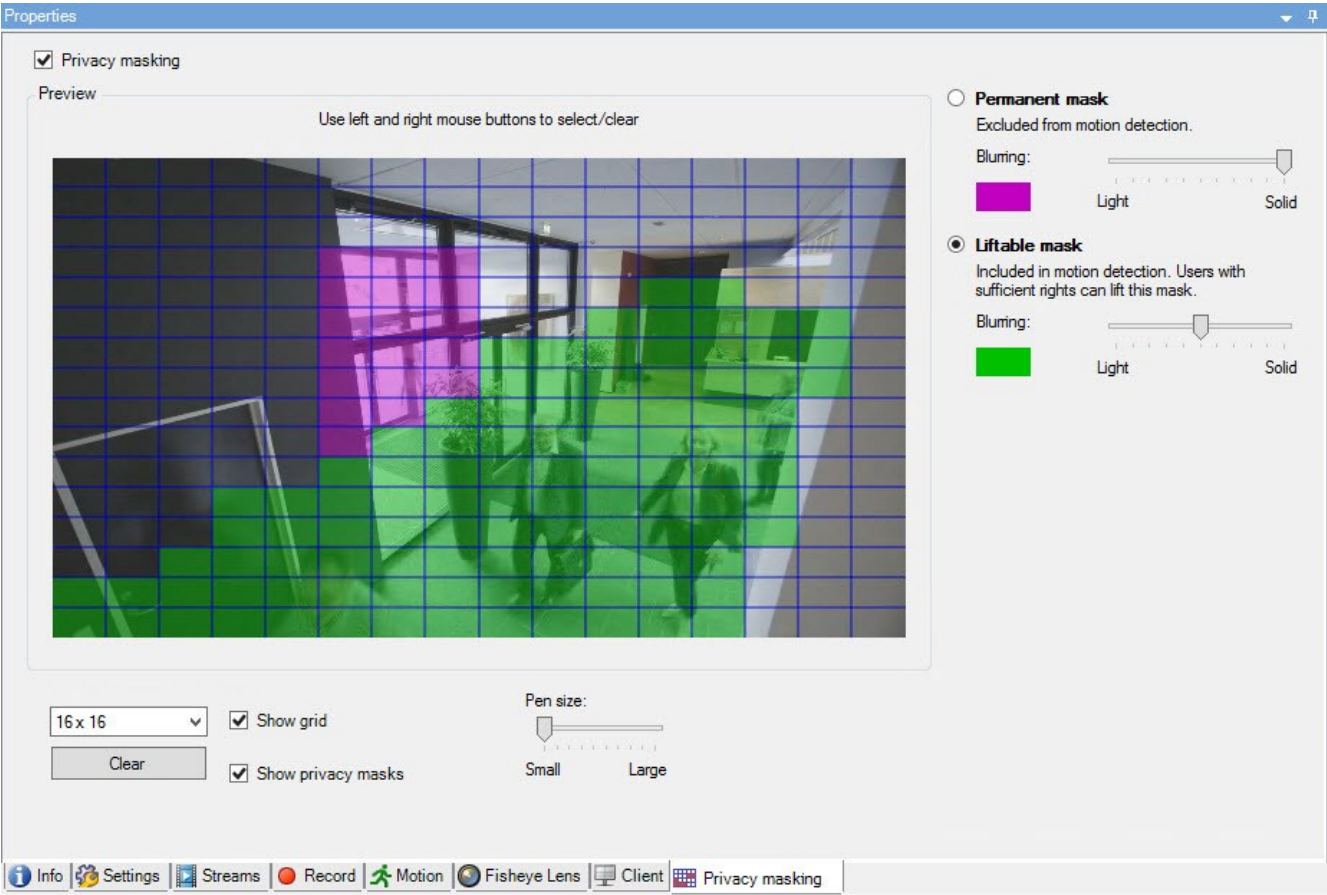 Properties
Privacy masking
Preview
Use left and right mouse buttons to select/clear
Permanent mask
Excluded from motion detection.
Blurring:
Light Solid
Liftable mask
Included in motion detection. Users with
sufficient rights can lift this mask.
Blurring:
Light Solid
16 x 16
Show grid
Pen size:
Clear
Show privacy masks
Small Large
Info Settings Streams Record Motion Fisheye Lens Client Privacy masking